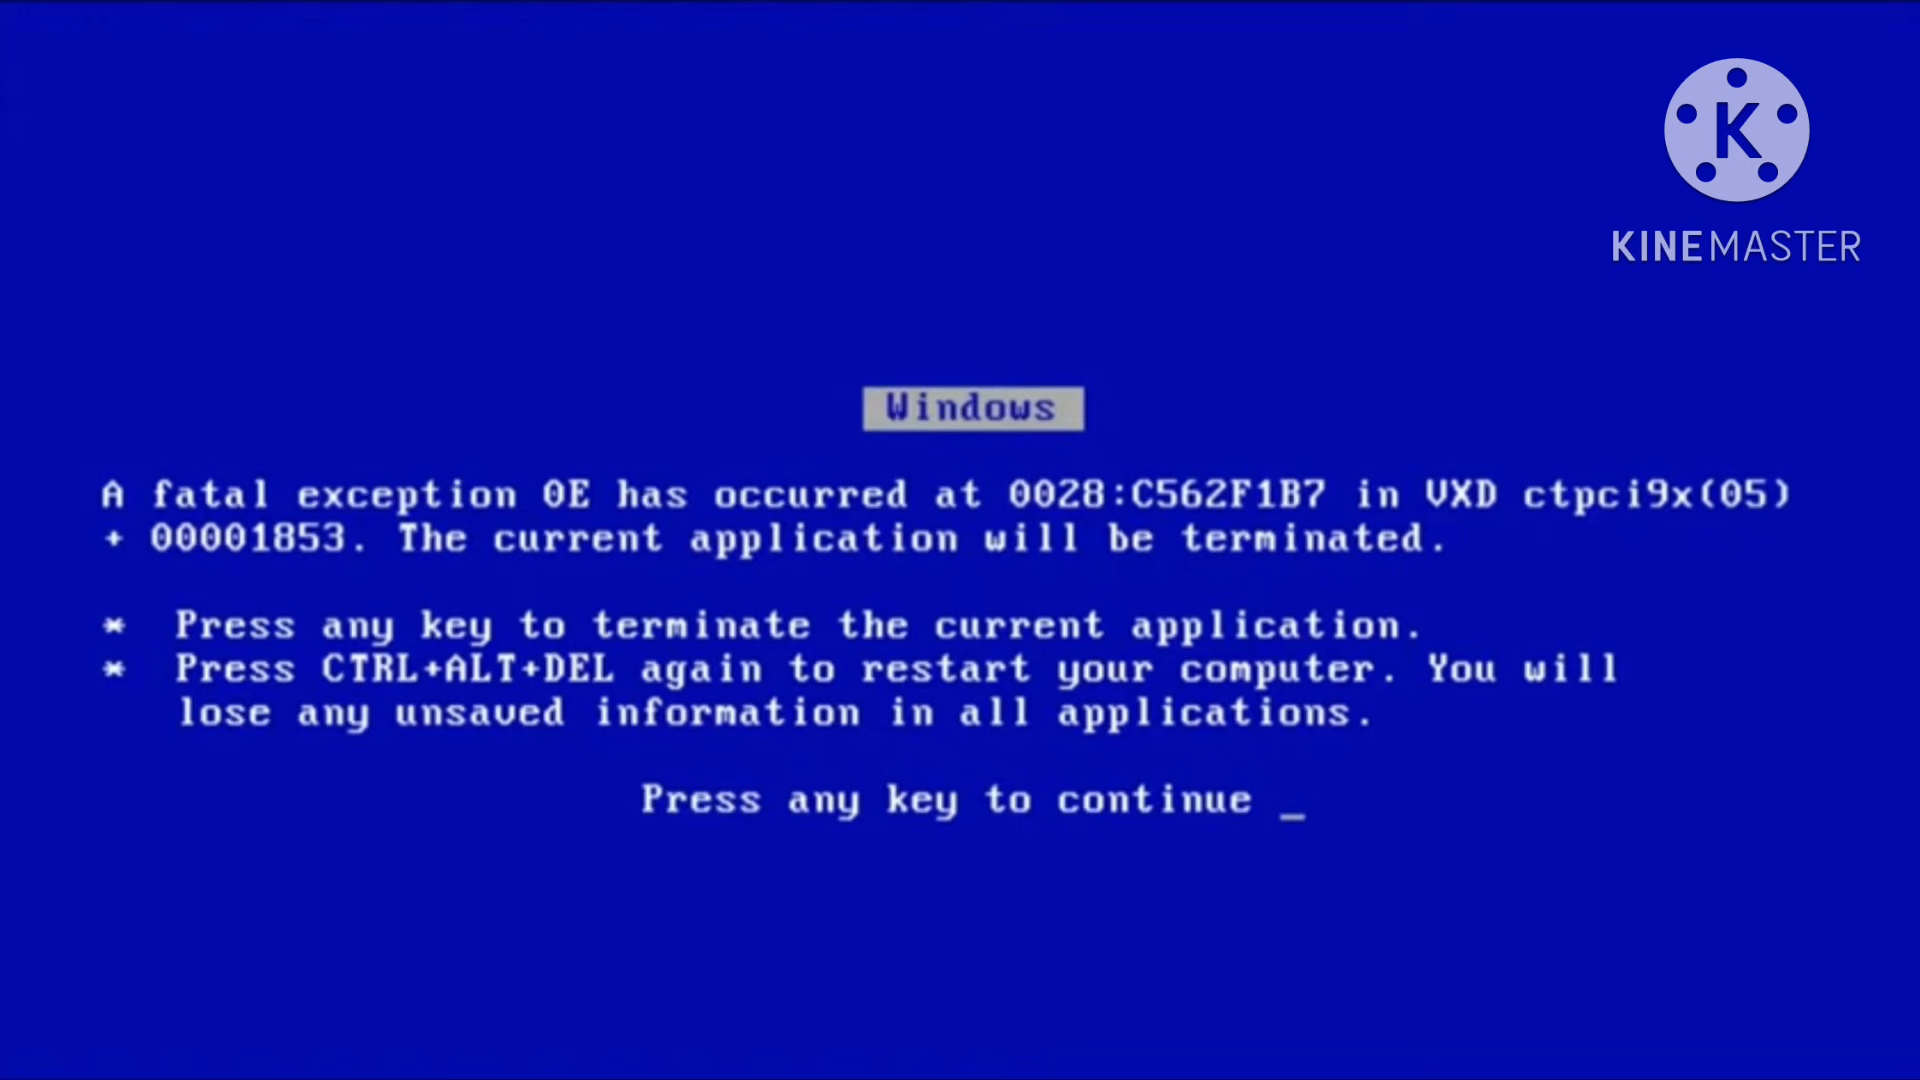 K
KINEMASTER
Windows
A fatal exception 0E has occurred at 0028:C562F1B7 in VXD ctpci9x(05)
+ 00001853. The current application will be terminated.
* Press any key to terminate the current application.
* Press CTRL+ALT+DEL again to restart your computer. You will
lose any unsaved information in all applications.
Press any key to continue _